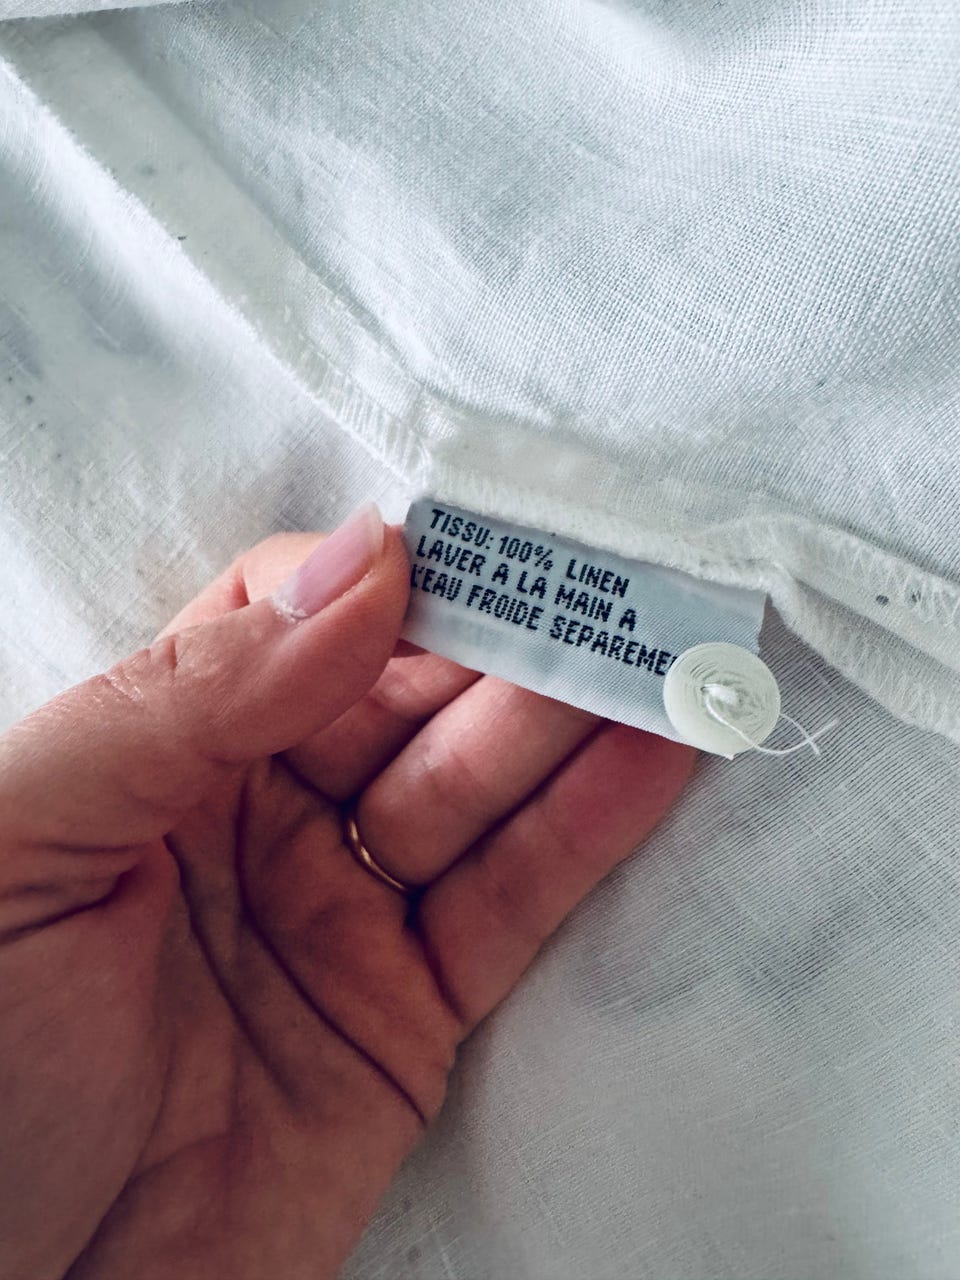 TISSU: 100% LINEN
LAVER A LA MAIN A
L'EAU FROIDE SEPAREME